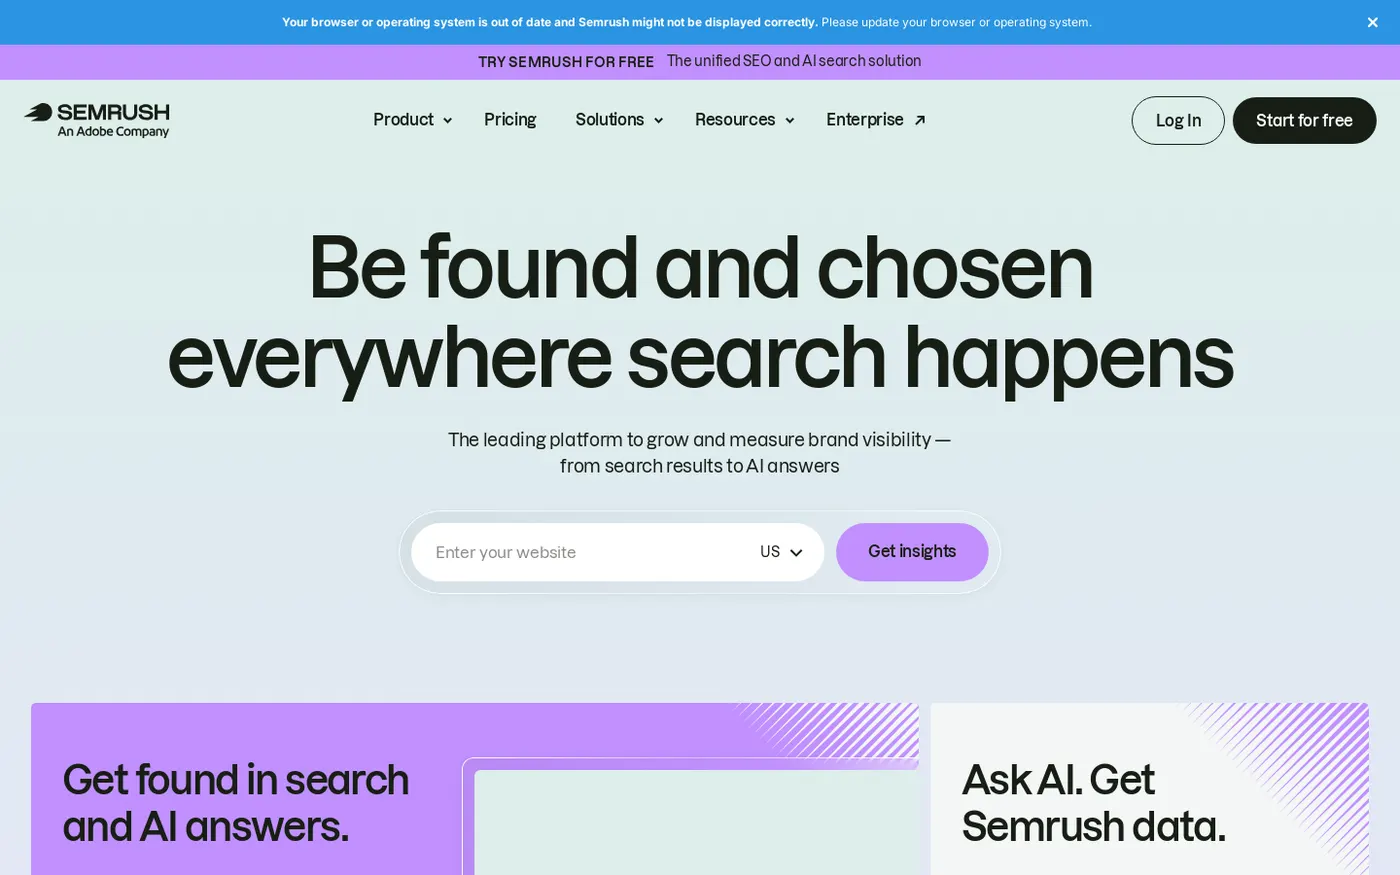 Your browser or operating system is out of date and Semrush might not be displayed correctly. Please update your browser or operating system.
TRY SEMRUSH FOR FREE The unified SEO and AI search solution
SEMRUSH
An Adobe Company
Product Pricing Solutions Resources Enterprise
Log In
Start for free
Be found and chosen
everywhere search happens
The leading platform to grow and measure brand visibility —
from search results to AI answers
Enter your website
US
Get insights
Get found in search
and AI answers.
Ask AI. Get
Semrush data.